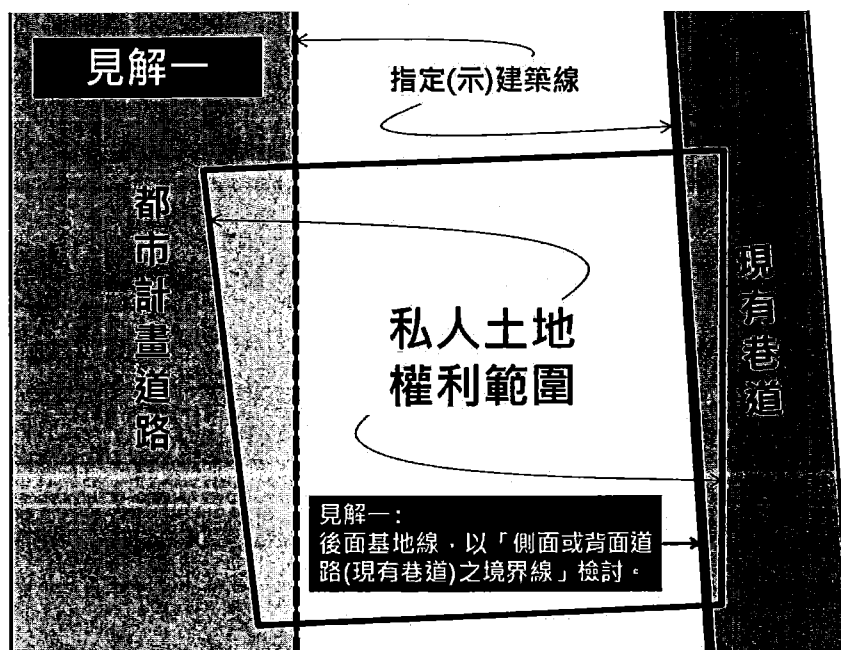 見解一
指定(示)建築線
都市計畫道路
現有巷道
私人土地
權利範圍
見解一：
後面基地線，以「側面或背面道
路(現有巷道)之境界線」檢討。